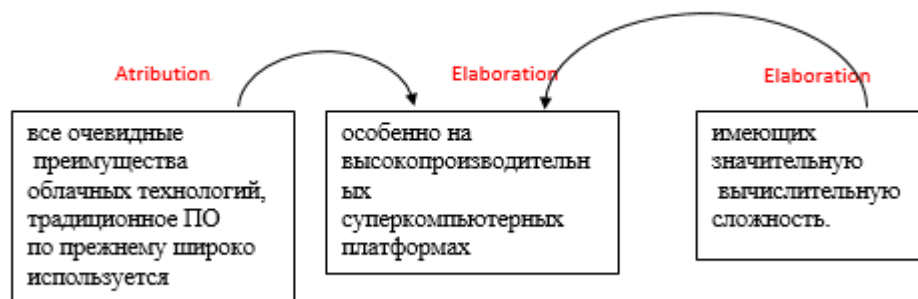 Atribution
Elaboration
Elaboration
все очевидные
преимущества
облачных технологий,
традиционное ПО
по прежнему широко
используется
особенно на
высокопроизводительн
ых
суперкомпьютерных
платформах
имеющих
значительную
вычислительную
сложность.